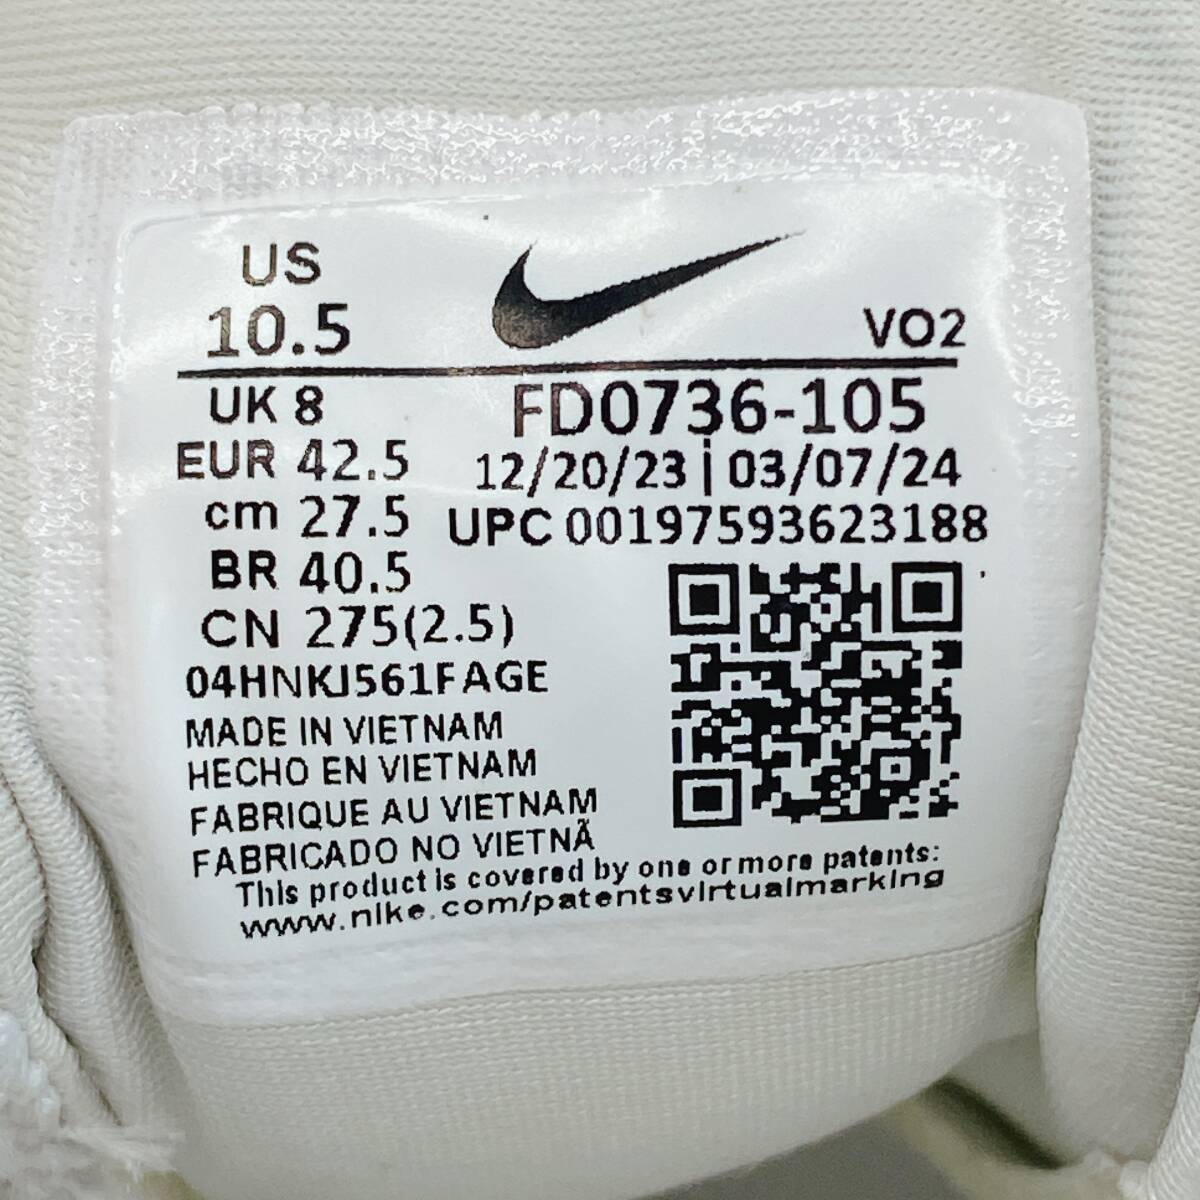 US
10.5
VO2
UK 8
EUR 42.5
cm 27.5
BR 40.5
CN 275(2.5)
FD0736-105
12/20/23 | 03/07/24
UPC 00197593623188
04HNKJ561FAGE
MADE IN VIETNAM
HECHO EN VIETNAM
FABRIQUE AU VIETNAM
FABRICADO NO VIETNÃ
This product is covered by one or more patents:
www.nike.com/patentsvirtualmarking